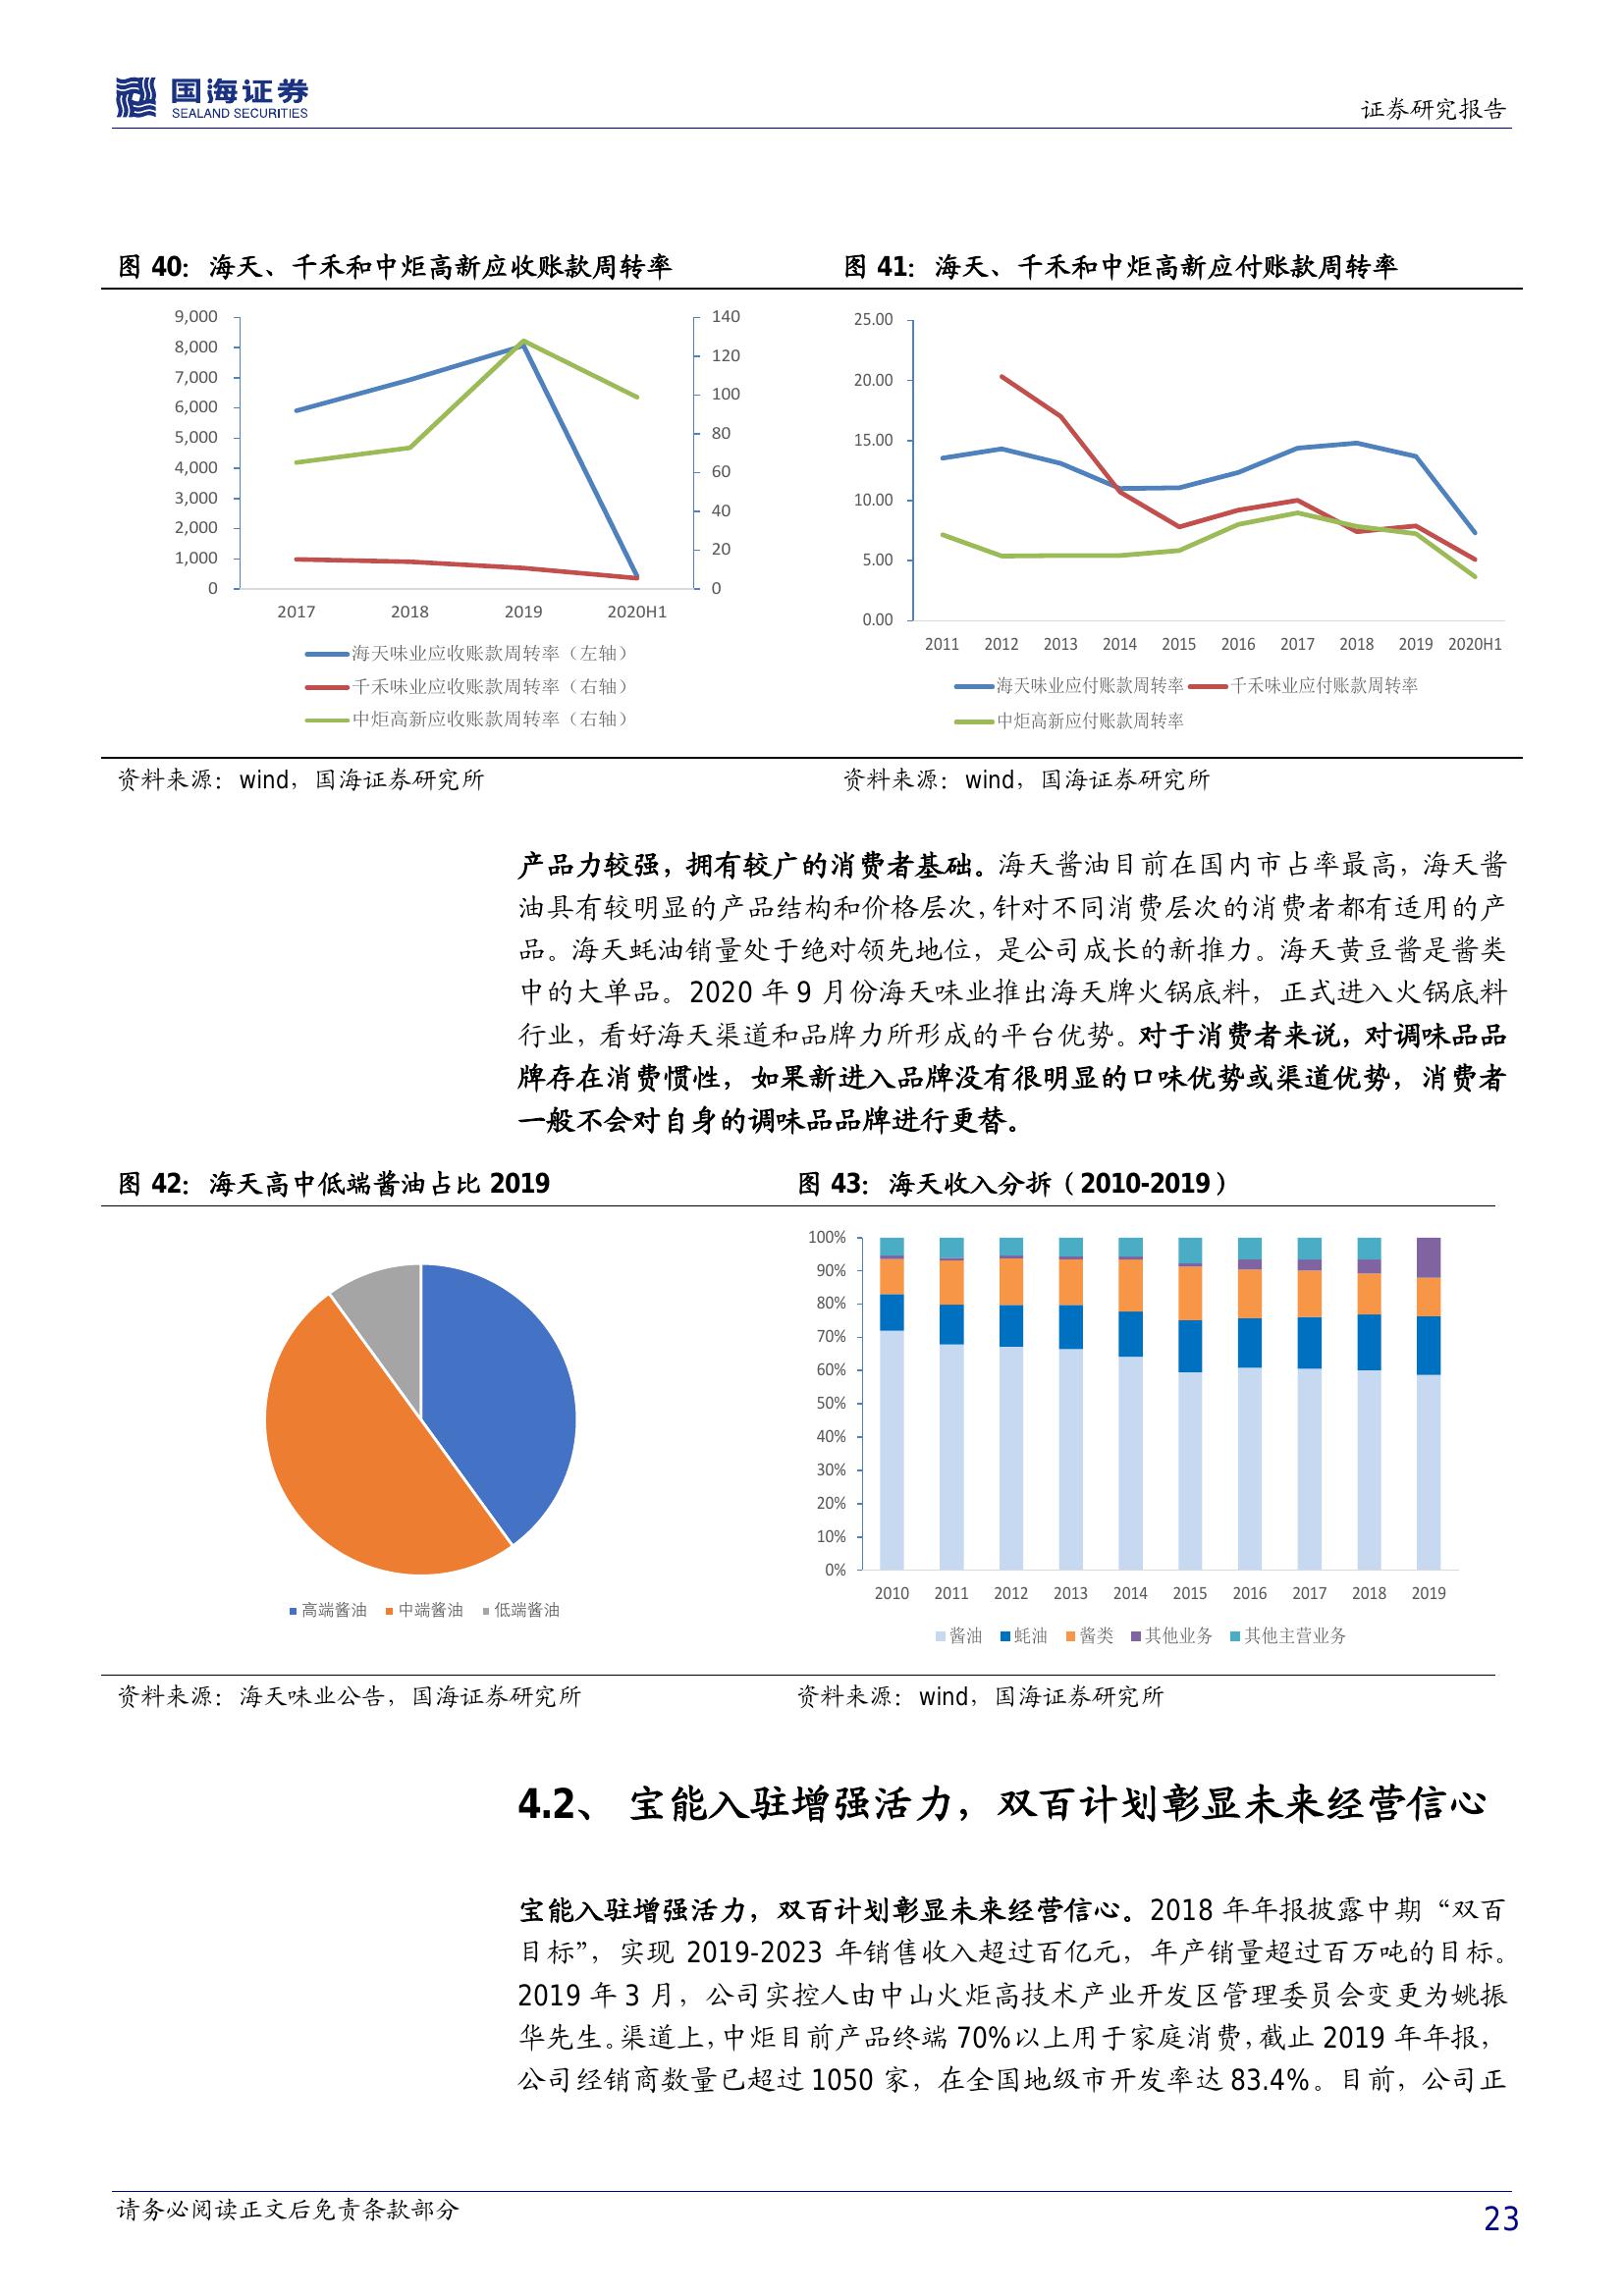 国海证券
SEALAND SECURITIES
证券研究报告
图 40：海天、千禾和中炬高新应收账款周转率
9,000
8,000
7,000
6,000
5,000
4,000
3,000
2,000
1,000
0
140
120
100
80
60
40
20
0
2017 2018 2019 2020H1
海天味业应收账款周转率（左轴）
千禾味业应收账款周转率（右轴）
中炬高新应收账款周转率（右轴）
资料来源：wind，国海证券研究所
图 41：海天、千禾和中炬高新应付账款周转率
25.00
20.00
15.00
10.00
5.00
0.00
2011 2012 2013 2014 2015 2016 2017 2018 2019 2020H1
海天味业应付账款周转率 千禾味业应付账款周转率
中炬高新应付账款周转率
资料来源：wind，国海证券研究所
产品力较强，拥有较广的消费者基础。海天酱油目前在国内市占率最高，海天酱
油具有较明显的产品结构和价格层次，针对不同消费层次的消费者都有适用的产
品。海天蚝油销量处于绝对领先地位，是公司成长的新推力。海天黄豆酱是酱类
中的大单品。2020 年 9 月份海天味业推出海天牌火锅底料，正式进入火锅底料
行业，看好海天渠道和品牌力所形成的平台优势。对于消费者来说，对调味品品
牌存在消费惯性，如果新进入品牌没有很明显的口味优势或渠道优势，消费者
一般不会对自身的调味品品牌进行更替。
图 42：海天高中低端酱油占比 2019
高端酱油 中端酱油 低端酱油
资料来源：海天味业公告，国海证券研究所
图 43：海天收入分拆（2010-2019）
100%
90%
80%
70%
60%
50%
40%
30%
20%
10%
0%
2010 2011 2012 2013 2014 2015 2016 2017 2018 2019
酱油 蚝油 酱类 其他业务 其他主营业务
资料来源：wind，国海证券研究所
4.2、 宝能入驻增强活力，双百计划彰显未来经营信心
宝能入驻增强活力，双百计划彰显未来经营信心。2018 年年报披露中期“双百
目标”，实现 2019-2023 年销售收入超过百亿元，年产销量超过百万吨的目标。
2019 年 3 月，公司实控人由中山火炬高技术产业开发区管理委员会变更为姚振
华先生。渠道上，中炬目前产品终端 70%以上用于家庭消费，截止 2019 年年报，
公司经销商数量已超过 1050 家，在全国地级市开发率达 83.4%。目前，公司正
请务必阅读正文后免责条款部分
23